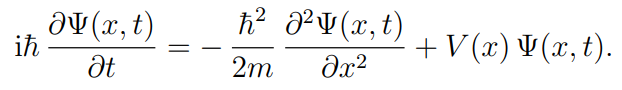 iħ ∂Ψ(x, t)/∂t = − ħ²/2m ∂²Ψ(x, t)/∂x² + V(x) Ψ(x, t).